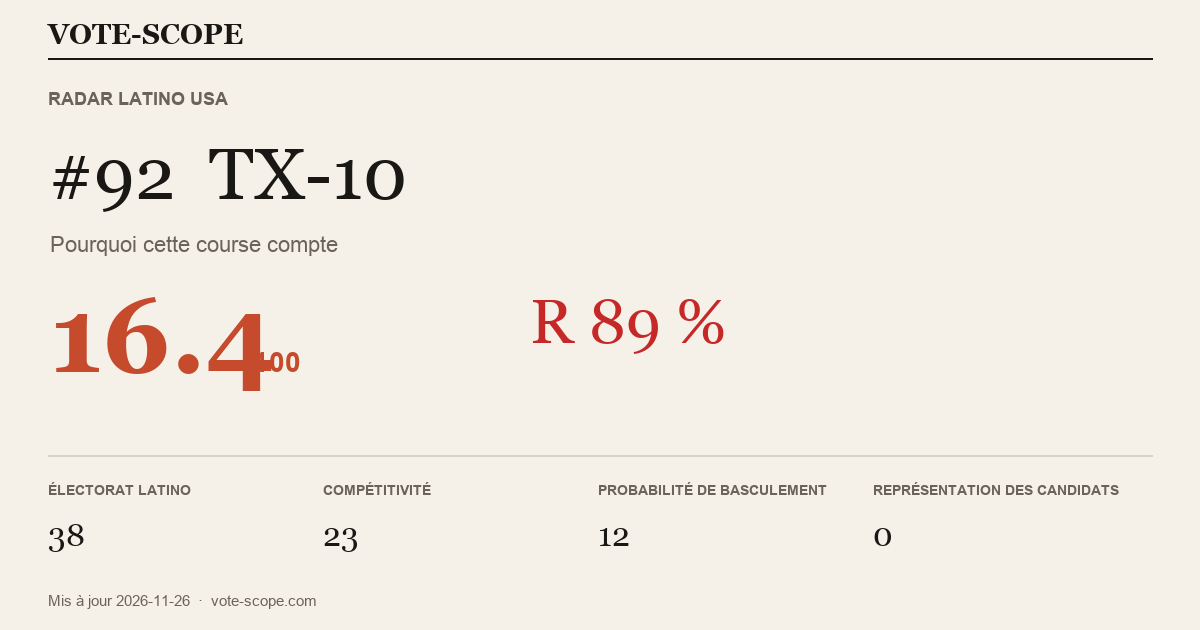 VOTE-SCOPE
RADAR LATINO USA
#92 TX-10
Pourquoi cette course compte
16.4
R 89 %
ÉLECTORAT LATINO
COMPÉTITIVITÉ
PROBABILITÉ DE BASCULEMENT
REPRÉSENTATION DES CANDIDATS
38
23
12
0
Mis à jour 2026-11-26 · vote-scope.com